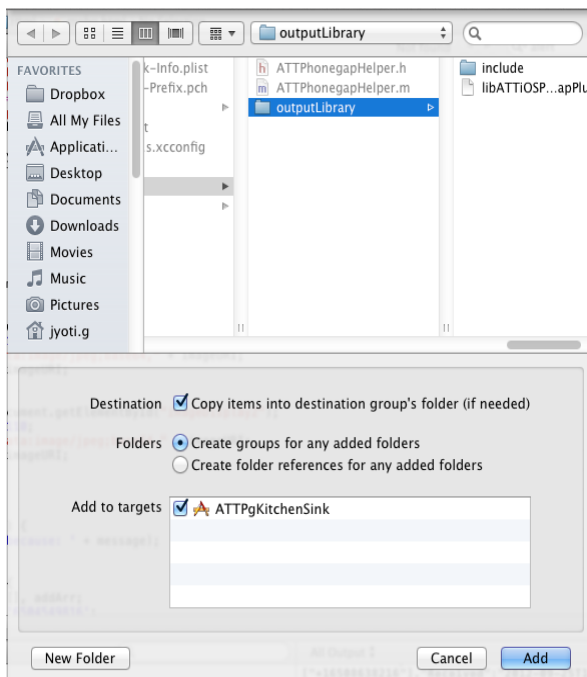 outputLibrary
FAVORITES
Dropbox
All My Files
Applicati...
Desktop
Documents
Downloads
Movies
Music
Pictures
jyoti.g
k-Info.plist
-Prefix.pch
t
s.xcconfig
ATTPhonegapHelper.h
ATTPhonegapHelper.m
outputLibrary
include
libATTiOSP...apPlu
Destination Copy items into destination group's folder (if needed)
Folders Create groups for any added folders
Create folder references for any added folders
Add to targets ATTPgKitchenSink
New Folder Cancel Add